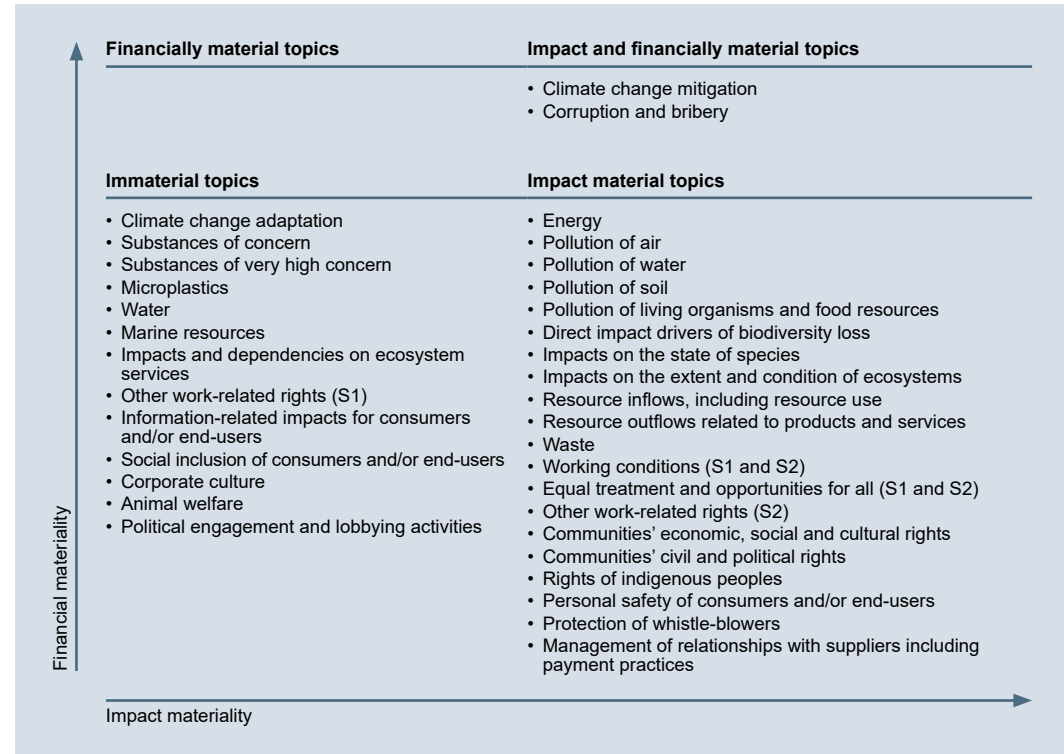 Financially material topics
Impact and financially material topics
• Climate change mitigation
• Corruption and bribery
Immaterial topics
• Climate change adaptation
• Substances of concern
• Substances of very high concern
• Microplastics
• Water
• Marine resources
• Impacts and dependencies on ecosystem
services
• Other work-related rights (S1)
• Information-related impacts for consumers
and/or end-users
• Social inclusion of consumers and/or end-users
• Corporate culture
• Animal welfare
• Political engagement and lobbying activities
Impact material topics
• Energy
• Pollution of air
• Pollution of water
• Pollution of soil
• Pollution of living organisms and food resources
• Direct impact drivers of biodiversity loss
• Impacts on the state of species
• Impacts on the extent and condition of ecosystems
• Resource inflows, including resource use
• Resource outflows related to products and services
• Waste
• Working conditions (S1 and S2)
• Equal treatment and opportunities for all (S1 and S2)
• Other work-related rights (S2)
• Communities’ economic, social and cultural rights
• Communities’ civil and political rights
• Rights of indigenous peoples
• Personal safety of consumers and/or end-users
• Protection of whistle-blowers
• Management of relationships with suppliers including
payment practices
Financial materiality
Impact materiality